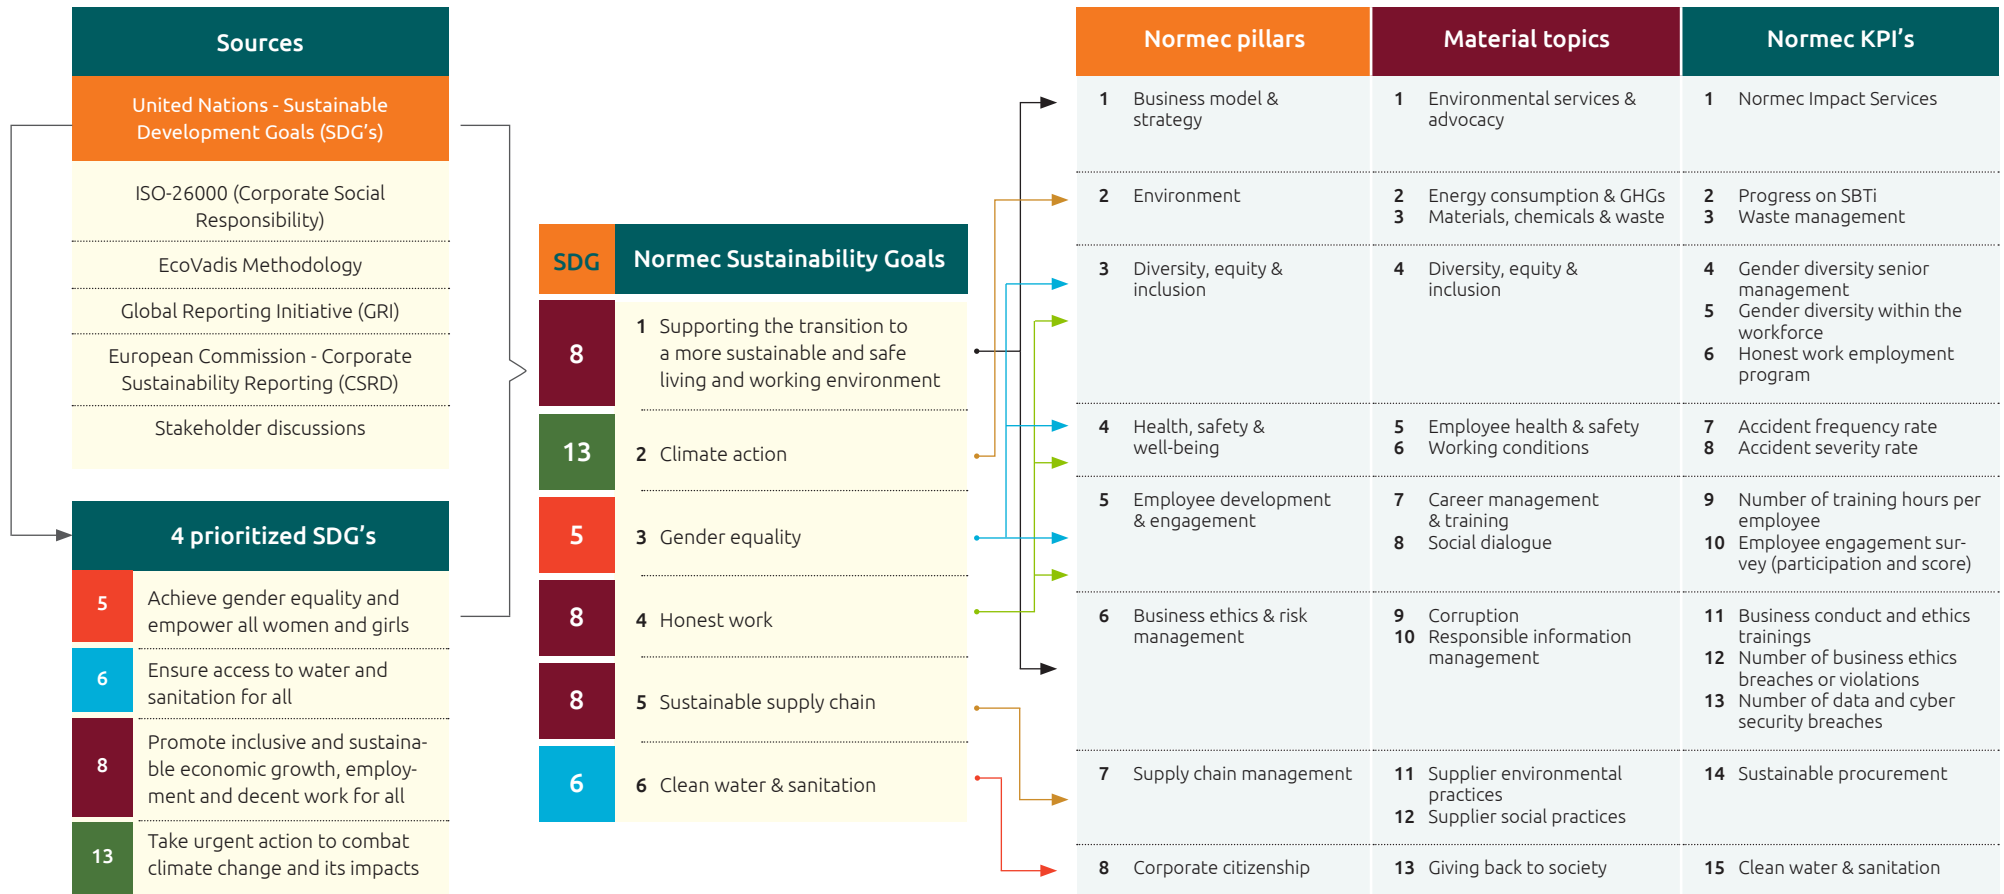 Sources
United Nations - Sustainable
Development Goals (SDG's)
ISO-26000 (Corporate Social
Responsibility)
EcoVadis Methodology
Global Reporting Initiative (GRI)
European Commission - Corporate
Sustainability Reporting (CSRD)
Stakeholder discussions
4 prioritized SDG's
5 Achieve gender equality and
empower all women and girls
6 Ensure access to water and
sanitation for all
8 Promote inclusive and sustaina-
ble economic growth, employ-
ment and decent work for all
13 Take urgent action to combat
climate change and its impacts
SDG Normec Sustainability Goals
8 1 Supporting the transition to
a more sustainable and safe
living and working environment
13 2 Climate action
5 3 Gender equality
8 4 Honest work
8 5 Sustainable supply chain
6 6 Clean water & sanitation
Normec pillars Material topics Normec KPI's
1 Business model &
strategy
1 Environmental services &
advocacy
1 Normec Impact Services
2 Environment
2 Energy consumption & GHGs
3 Materials, chemicals & waste
2 Progress on SBTi
3 Waste management
3 Diversity, equity &
inclusion
4 Diversity, equity &
inclusion
4 Gender diversity senior
management
5 Gender diversity within the
workforce
6 Honest work employment
program
4 Health, safety &
well-being
5 Employee health & safety
6 Working conditions
7 Accident frequency rate
8 Accident severity rate
5 Employee development
& engagement
7 Career management
& training
8 Social dialogue
9 Number of training hours per
employee
10 Employee engagement sur-
vey (participation and score)
6 Business ethics & risk
management
9 Corruption
10 Responsible information
management
11 Business conduct and ethics
trainings
12 Number of business ethics
breaches or violations
13 Number of data and cyber
security breaches
7 Supply chain management
11 Supplier environmental
practices
12 Supplier social practices
14 Sustainable procurement
8 Corporate citizenship
13 Giving back to society
15 Clean water & sanitation